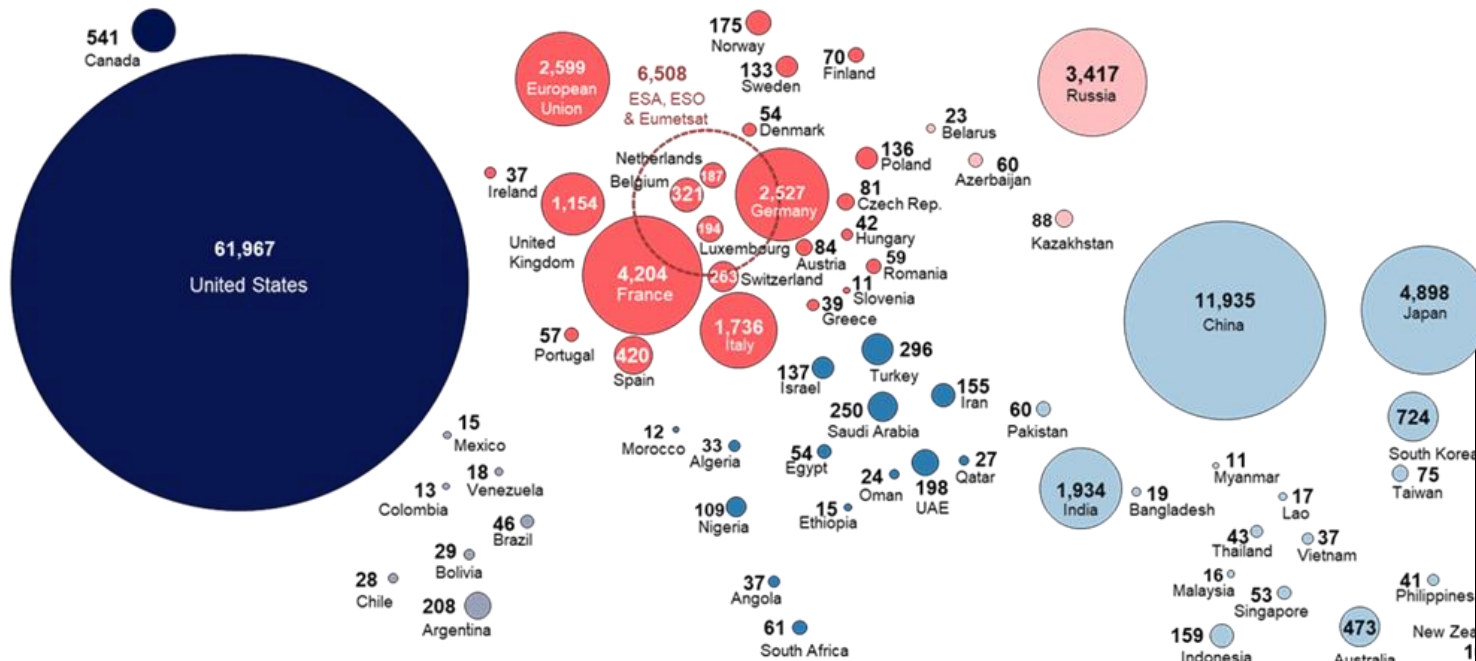 541
Canada
61,967
United States
175
Norway
133
Sweden
70
Finland
2,599
European
Union
6,508
ESA, ESO
& Eumetsat
54
Denmark
23
Belarus
3,417
Russia
37
Ireland
1,154
United
Kingdom
Netherlands
187
Belgium
321
194
Luxembourg
2,527
Germany
136
Poland
60
Azerbaijan
81
Czech Rep.
42
Hungary
88
Kazakhstan
84
Austria
59
Romania
4,204
France
263
Switzerland
11
Slovenia
39
Greece
1,736
Italy
57
Portugal
420
Spain
11,935
China
4,898
Japan
137
Israel
296
Turkey
155
Iran
250
Saudi Arabia
60
Pakistan
724
South Korea
75
Taiwan
15
Mexico
18
Venezuela
13
Colombia
46
Brazil
29
Bolivia
28
Chile
208
Argentina
12
Morocco
33
Algeria
54
Egypt
24
Oman
198
UAE
27
Qatar
109
Nigeria
15
Ethiopia
37
Angola
61
South Africa
1,934
India
19
Bangladesh
11
Myanmar
17
Lao
43
Thailand
37
Vietnam
16
Malaysia
53
Singapore
41
Philippines
159
Indonesia
473
Australia
New Zea
1